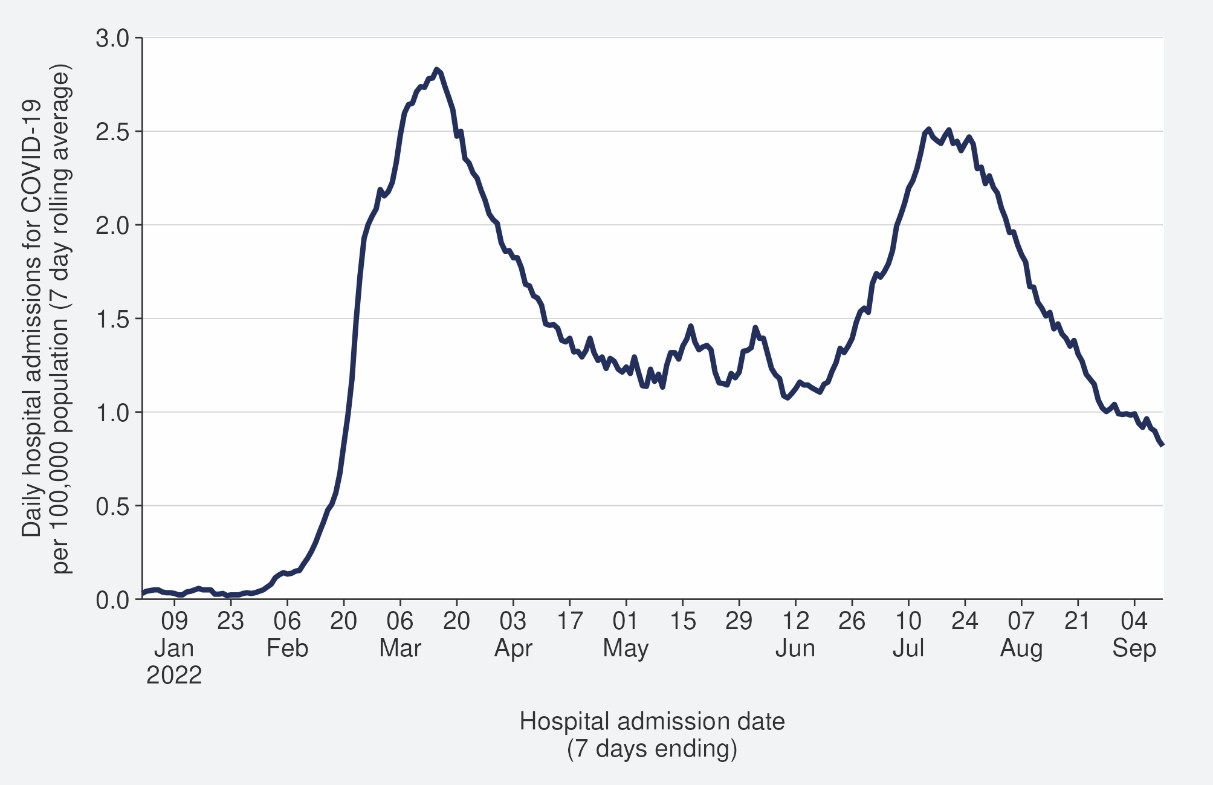 Daily hospital admissions for COVID-19
per 100,000 population (7 day rolling average)
3.0
2.5
2.0
1.5
1.0
0.5
0.0
09 23 06 20 06 20 03 17 01 15 29 12 26 10 24 07 21 04
Jan Feb Mar Apr May Jun Jul Aug Sep
2022
Hospital admission date
(7 days ending)